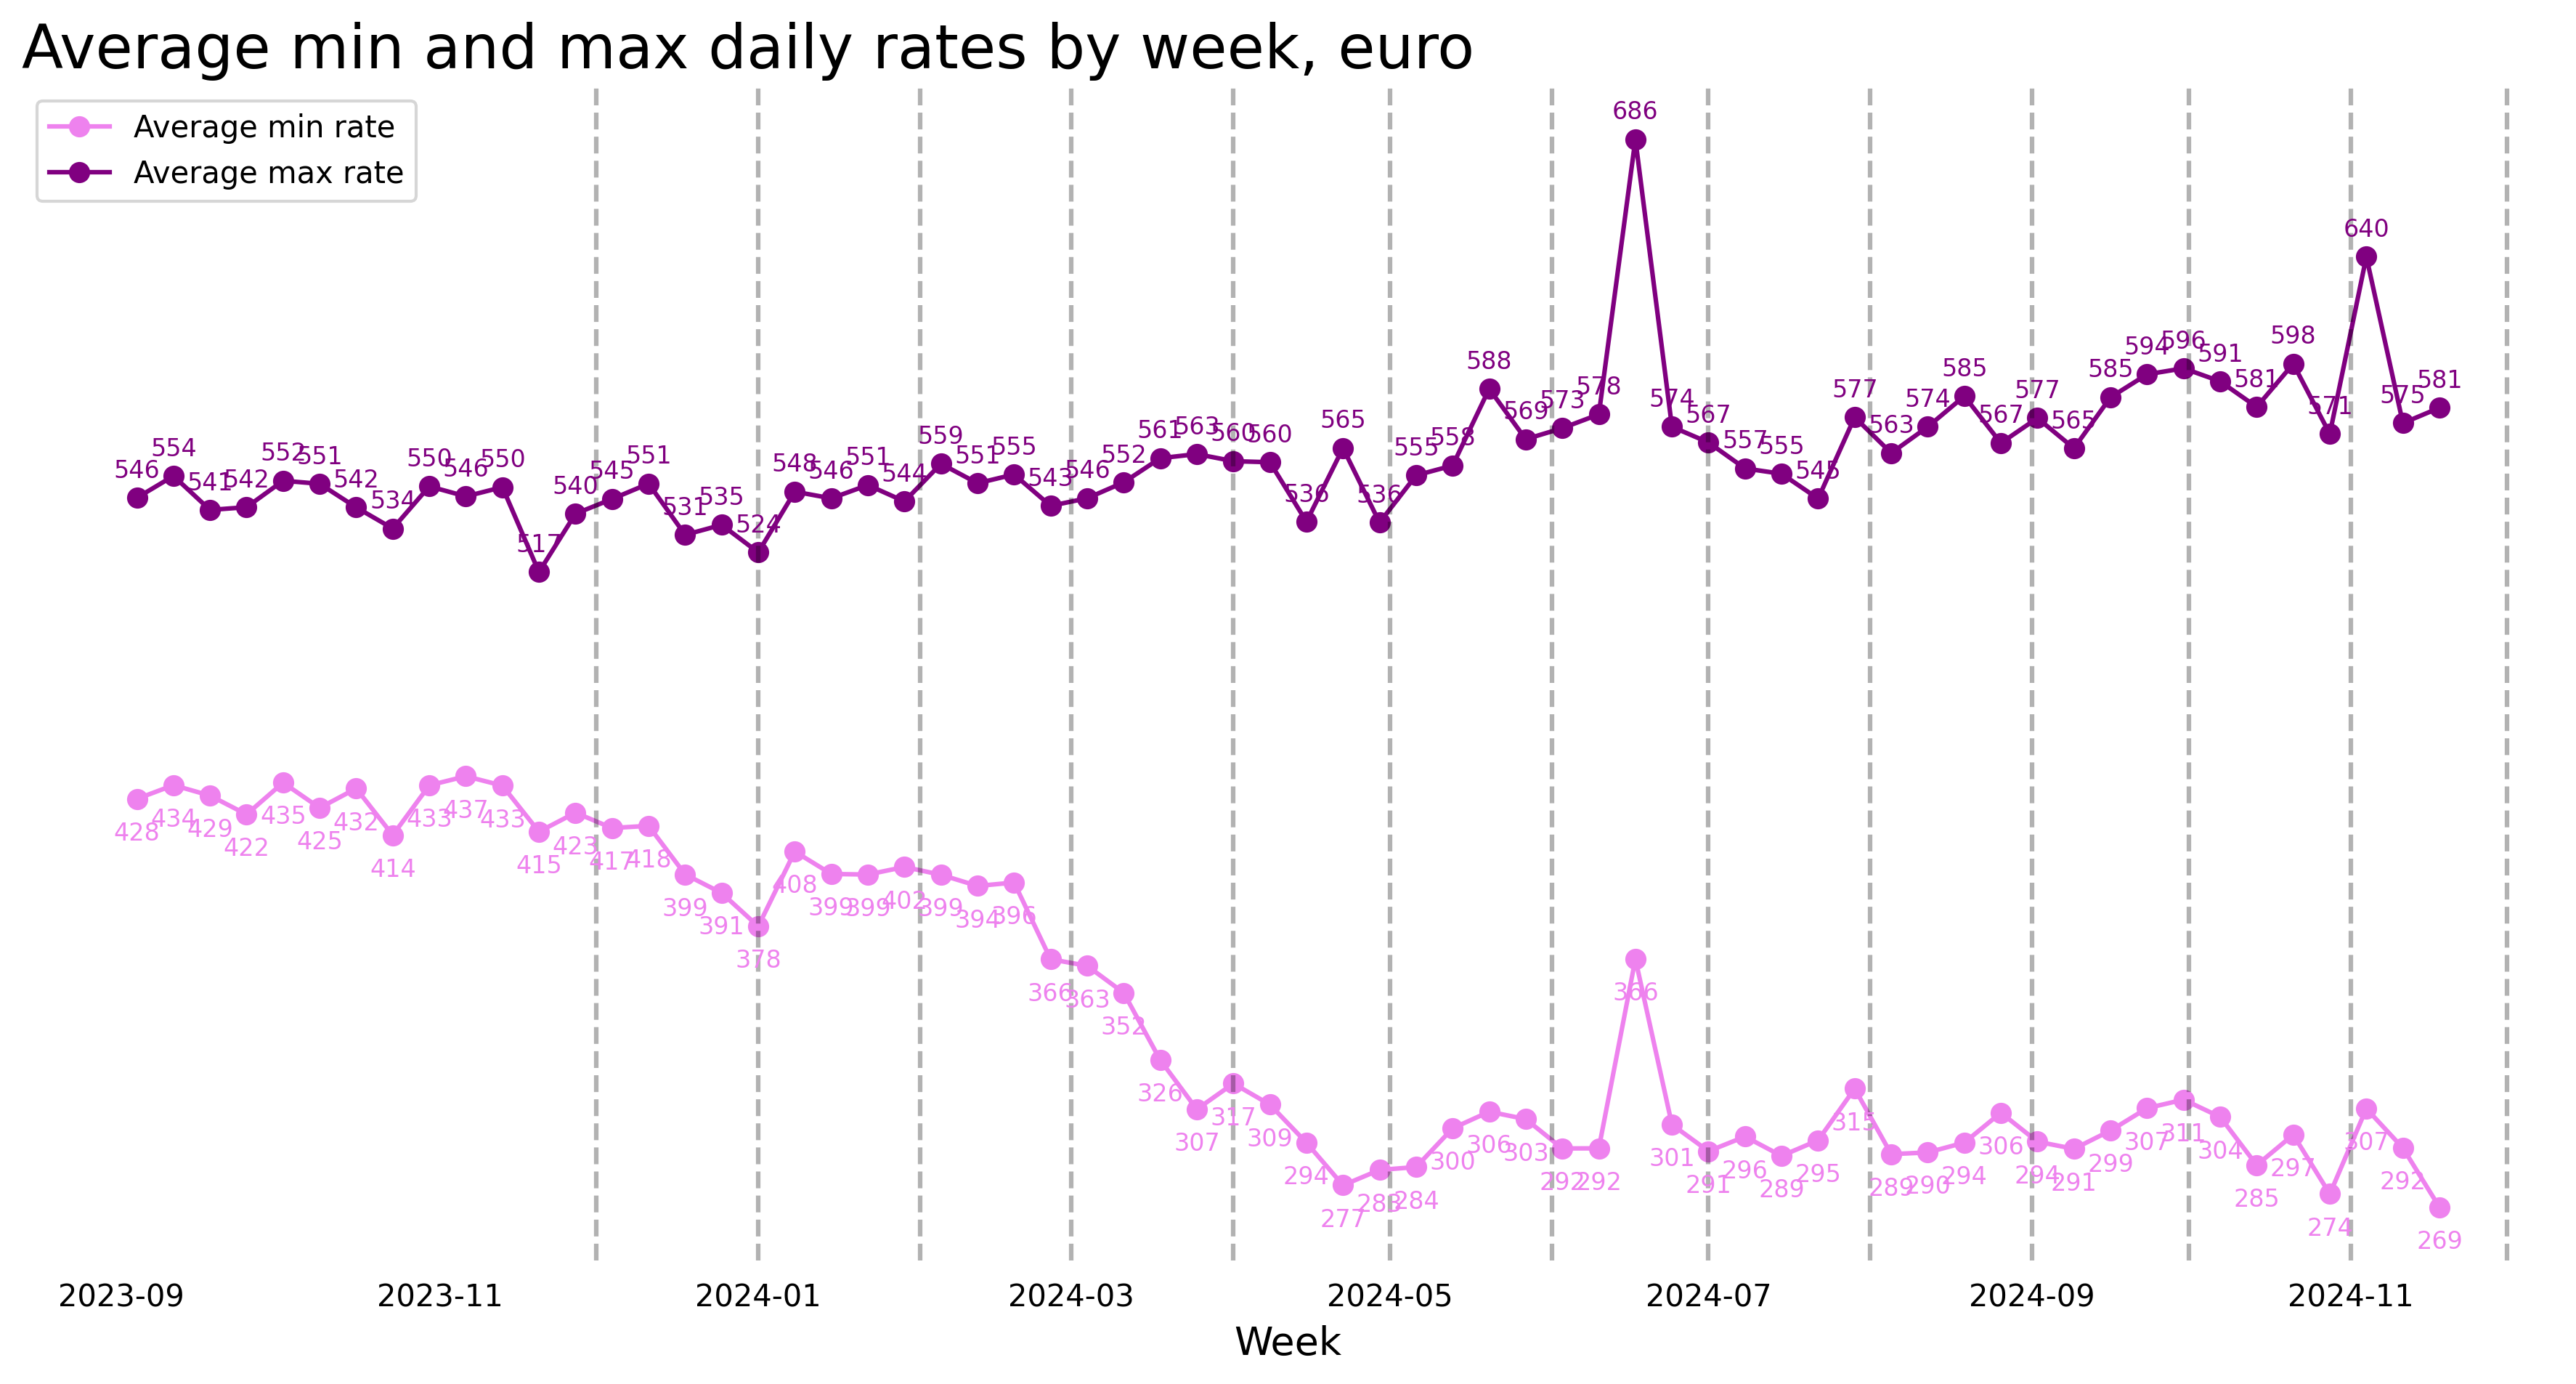 Average min and max daily rates by week, euro
Average min rate
Average max rate
686
640
546 554 541 542 552 551 542 534 550 546 550 517 540 545 551 531 535 524 548 546 551 544 559 551 555 543 546 552 561 563 560 560 536 565 536 555 558 588 569 573 578 574 567 557 555 545 577 563 574 585 567 577 565 585 594 596 591 581 598 571 575 581
428 434 429 422 435 425 432 414 433 437 433 415 423 417 418 399 391 378 408 399 399 402 399 394 396 366 363 352 326 307 317 309 294 277 283 284 300 306 303 292 292 366 301 291 296 289 295 315 289 290 294 306 294 291 299 307 311 304 285 297 274 307 292 269
2023-09 2023-11 2024-01 2024-03 2024-05 2024-07 2024-09 2024-11
Week